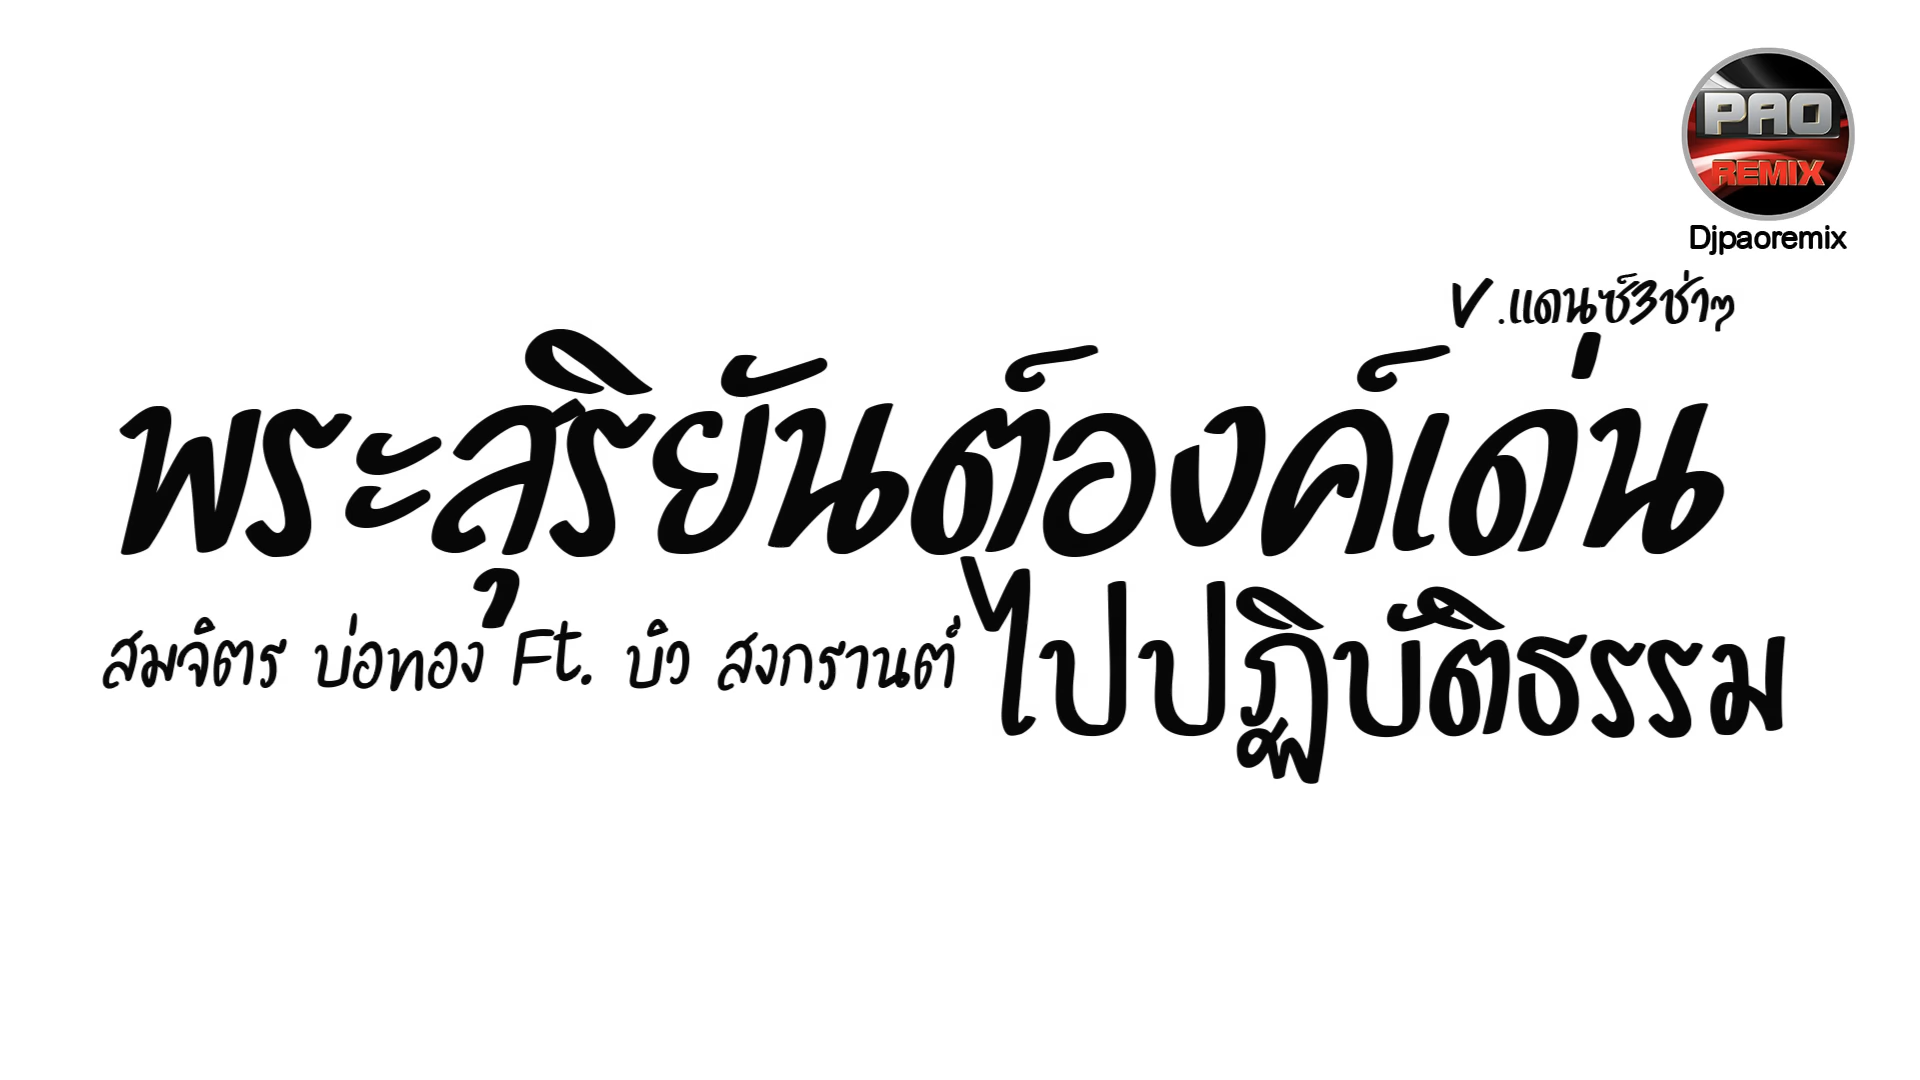 PAO
REMIX
Djpaoremix
V.แดนซ์3ช่าๆ
พระสุริยันต์องค์เด่น
ไปปฏิบัติธรรม
สมจิตร บ่อทอง Ft. บิว สงกรานต์